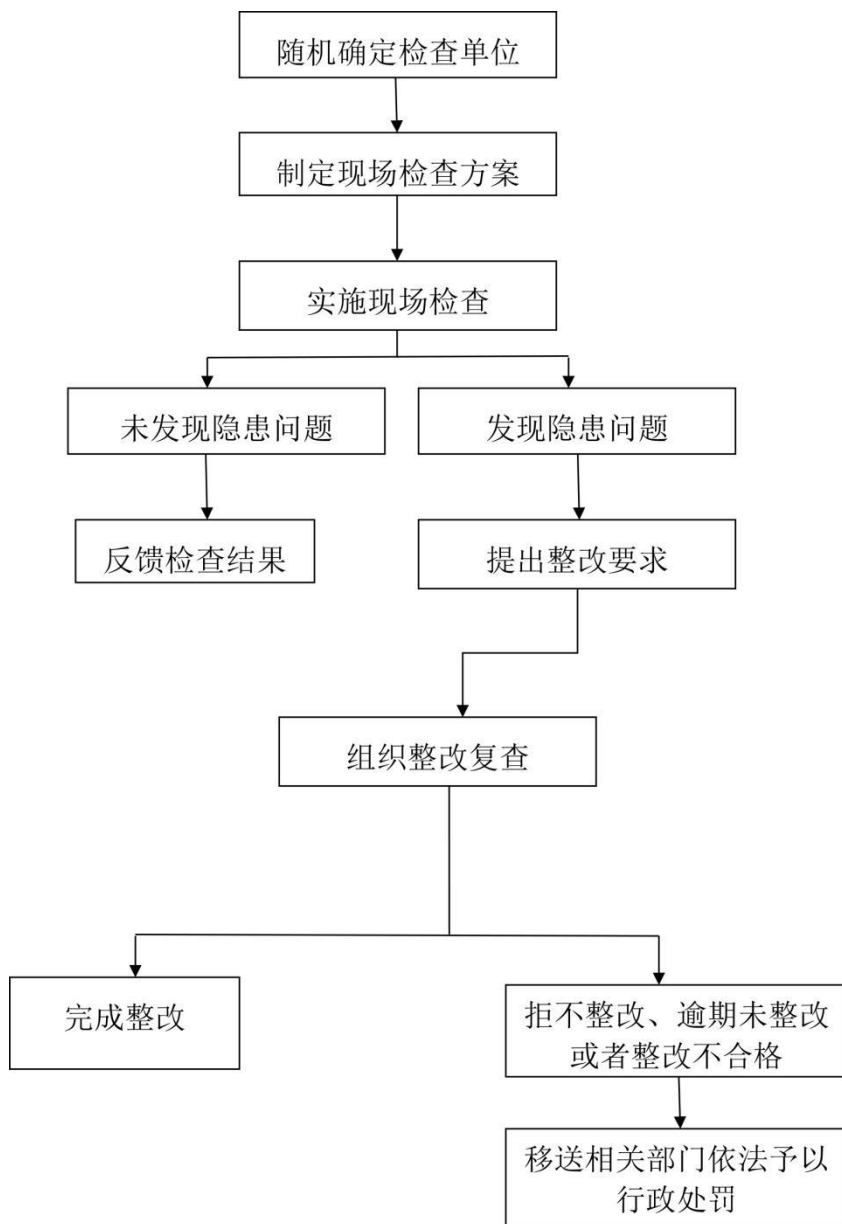 随机确定检查单位
制定现场检查方案
实施现场检查
未发现隐患问题
发现隐患问题
反馈检查结果
提出整改要求
组织整改复查
完成整改
拒不整改、逾期未整改
或者整改不合格
移送相关部门依法予以
行政处罚